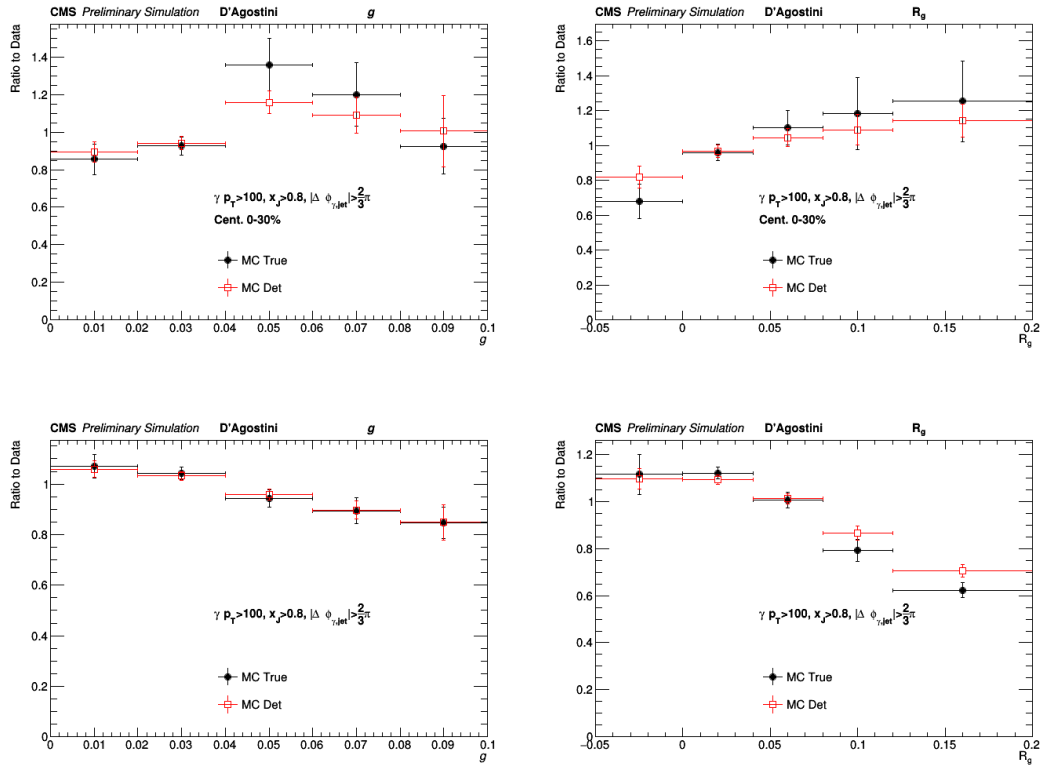 CMS Preliminary Simulation D'Agostini g
Ratio to Data
1.4
1.2
1
0.8
0.6
0.4
0.2
0
γ p_T>100, x_J>0.8, |Δ ϕ_γ,jet|>2/3π
Cent. 0-30%
MC True
MC Det
0 0.01 0.02 0.03 0.04 0.05 0.06 0.07 0.08 0.09 0.1
g
CMS Preliminary Simulation D'Agostini R_g
Ratio to Data
1.6
1.4
1.2
1
0.8
0.6
0.4
0.2
0
γ p_T>100, x_J>0.8, |Δ ϕ_γ,jet|>2/3π
Cent. 0-30%
MC True
MC Det
−0.05 0 0.05 0.1 0.15 0.2
R_g
CMS Preliminary Simulation D'Agostini g
Ratio to Data
1
0.8
0.6
0.4
0.2
0
γ p_T>100, x_J>0.8, |Δ ϕ_γ,jet|>2/3π
MC True
MC Det
0 0.01 0.02 0.03 0.04 0.05 0.06 0.07 0.08 0.09 0.1
g
CMS Preliminary Simulation D'Agostini R_g
Ratio to Data
1.2
1
0.8
0.6
0.4
0.2
0
γ p_T>100, x_J>0.8, |Δ ϕ_γ,jet|>2/3π
MC True
MC Det
−0.05 0 0.05 0.1 0.15 0.2
R_g